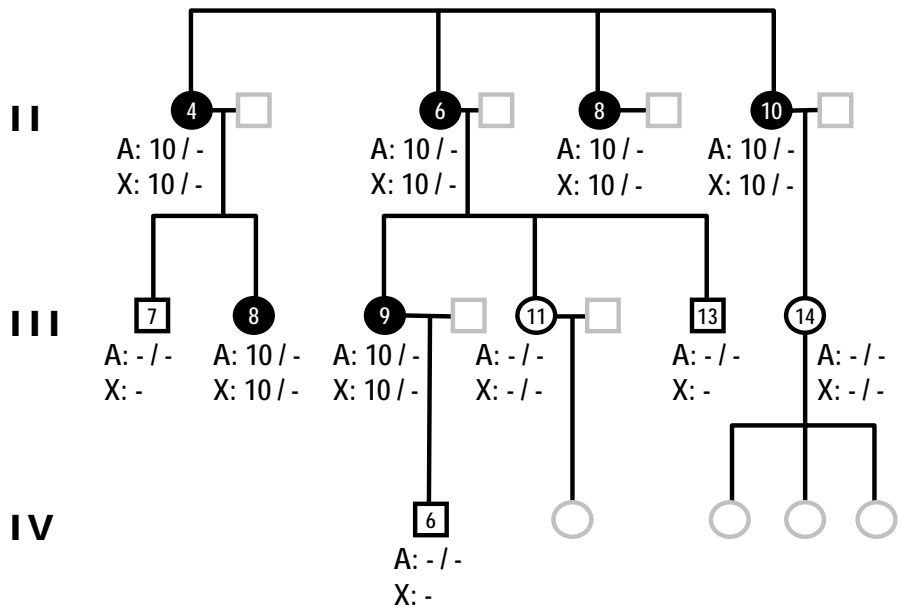 II
4
6
8
10
A: 10 / -
A: 10 / -
A: 10 / -
A: 10 / -
X: 10 / -
X: 10 / -
X: 10 / -
X: 10 / -
III
7
8
9
11
13
14
A: - / -
A: 10 / -
A: 10 / -
A: - / -
A: - / -
A: - / -
X: -
X: 10 / -
X: 10 / -
X: - / -
X: -
X: - / -
IV
6
A: - / -
X: -